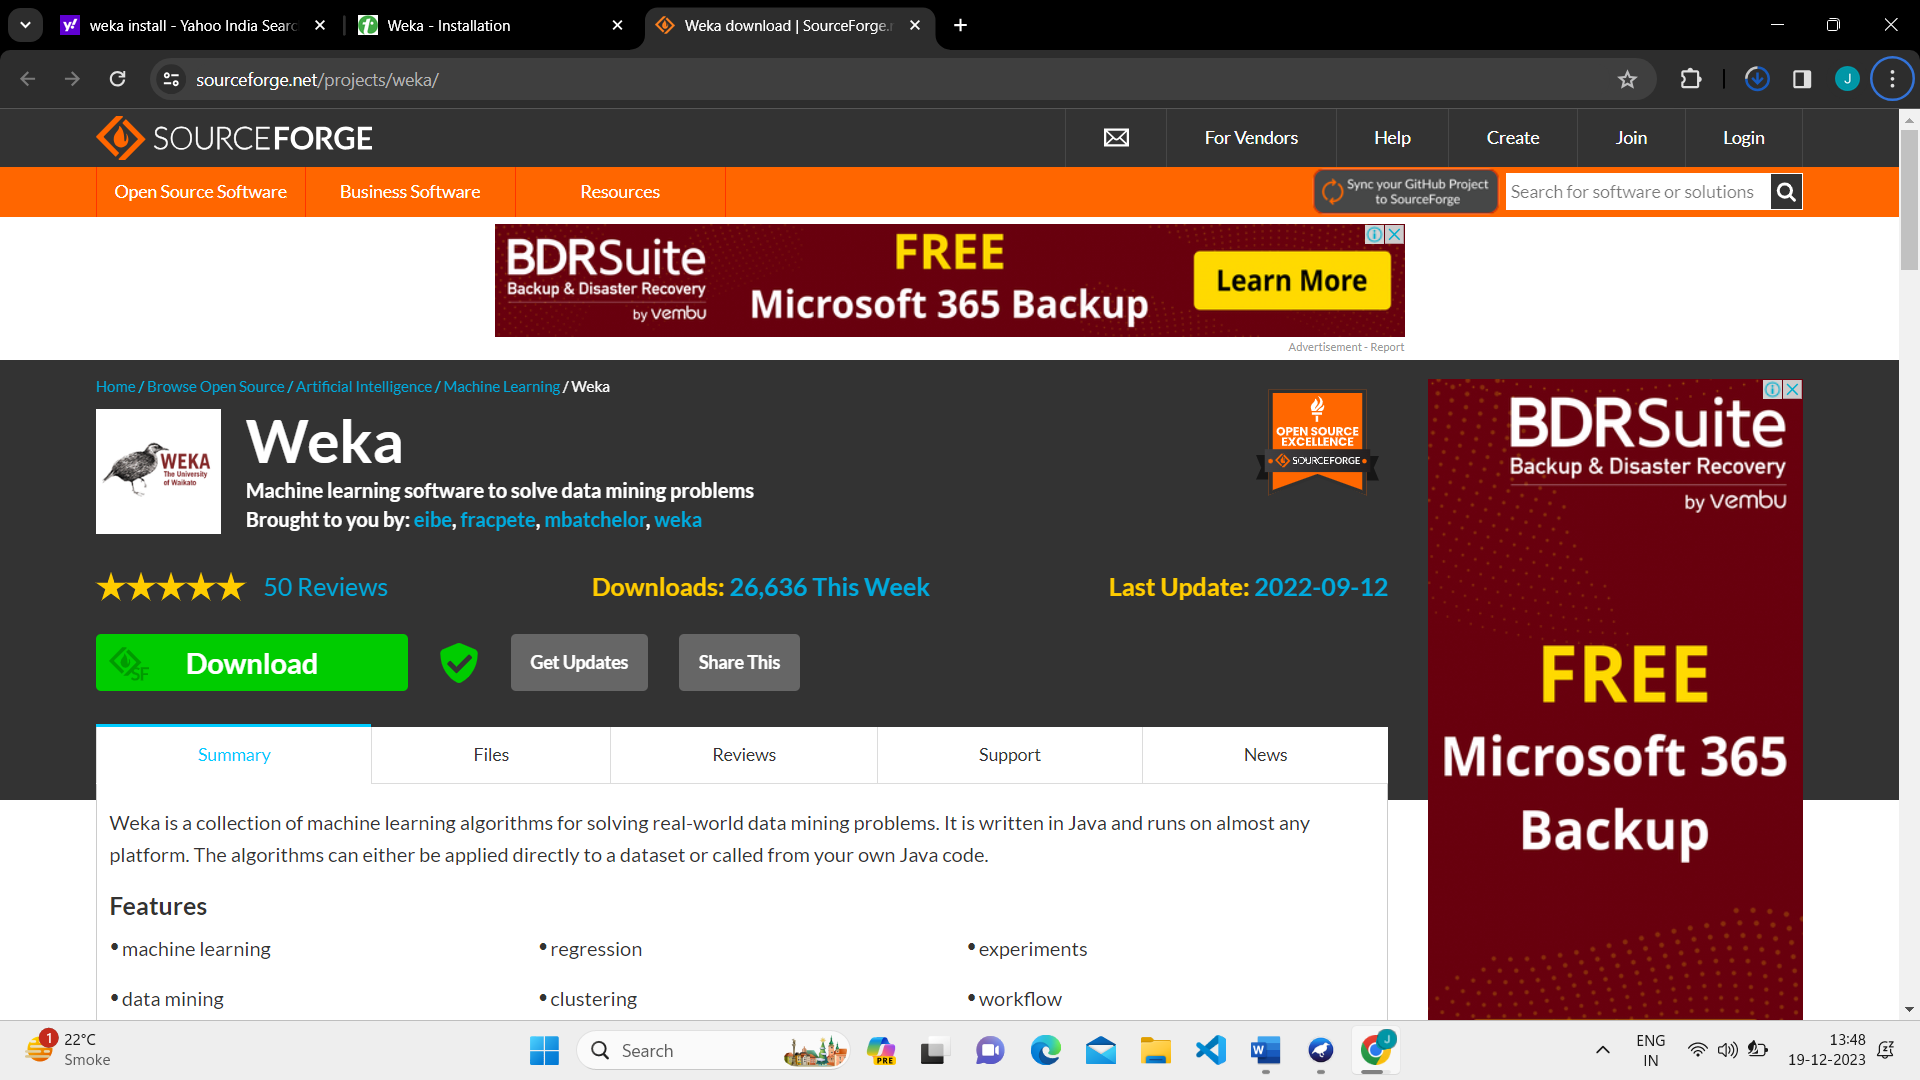 weka install - Yahoo India Searc
Weka - Installation
Weka download | SourceForge.
sourceforge.net/projects/weka/
J
SOURCEFORGE
For Vendors
Help
Create
Join
Login
Open Source Software
Business Software
Resources
Sync your GitHub Project
to SourceForge
Search for software or solutions
BDRSuite
Backup & Disaster Recovery
by vembu
FREE
Microsoft 365 Backup
Learn More
Advertisement - Report
Home / Browse Open Source / Artificial Intelligence / Machine Learning / Weka
WEKA
The University
of Waikato
Weka
Machine learning software to solve data mining problems
Brought to you by: eibe, fracpete, mbatchelor, weka
OPEN SOURCE
EXCELLENCE
SOURCEFORGE
50 Reviews
Downloads: 26,636 This Week
Last Update: 2022-09-12
SF
Download
Get Updates
Share This
Summary
Files
Reviews
Support
News
Weka is a collection of machine learning algorithms for solving real-world data mining problems. It is written in Java and runs on almost any
platform. The algorithms can either be applied directly to a dataset or called from your own Java code.
Features
• machine learning
• regression
• experiments
• data mining
• clustering
• workflow
BDRSuite
Backup & Disaster Recovery
by vembu
FREE
Microsoft 365
Backup
1
22°C
Smoke
Search
PRE
W
J
ENG
IN
13:48
19-12-2023